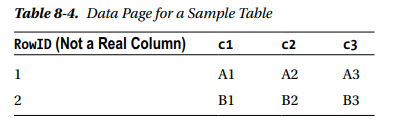 Table 8-4. Data Page for a Sample Table
RowID (Not a Real Column) c1 c2 c3
1 A1 A2 A3
2 B1 B2 B3